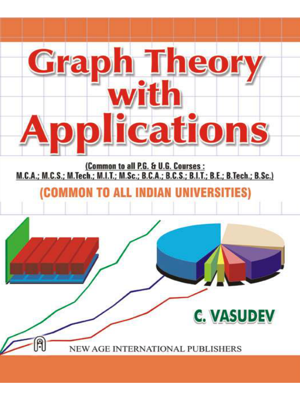 Graph Theory
with
Applications
(Common to all P.G. & U.G. Courses :
M.C.A.; M.C.S.; M.Tech.; M.I.T.; M.Sc.; B.C.A.; B.C.S.; B.I.T.; B.E.; B.Tech.; B.Sc.)
(COMMON TO ALL INDIAN UNIVERSITIES)
C. VASUDEV
NEW AGE INTERNATIONAL PUBLISHERS